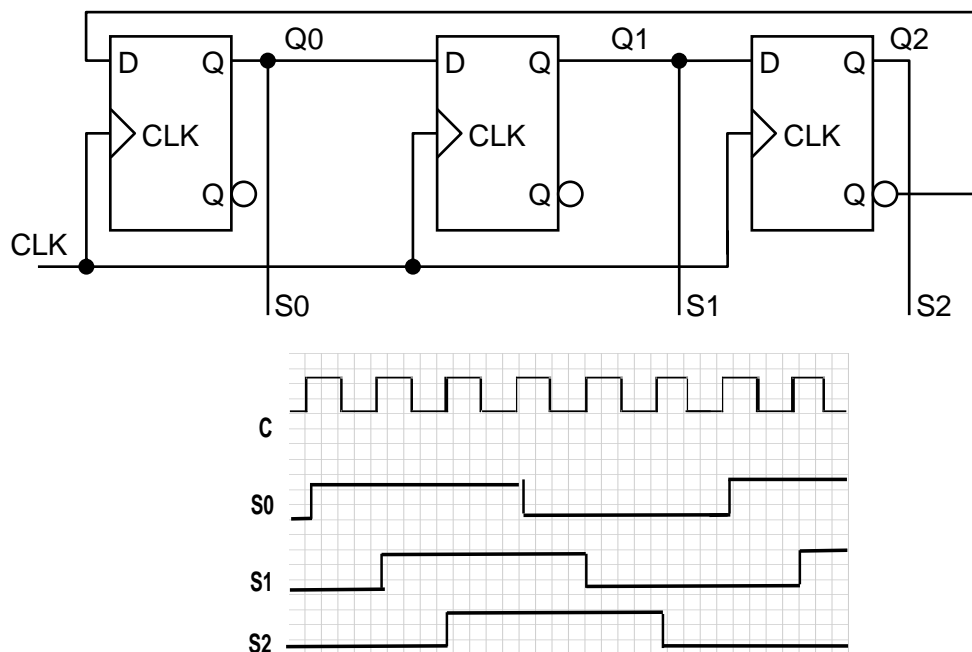 Q0 Q1 Q2
D Q D Q D Q
CLK CLK CLK
Q Q Q
CLK
S0 S1 S2
C
S0
S1
S2